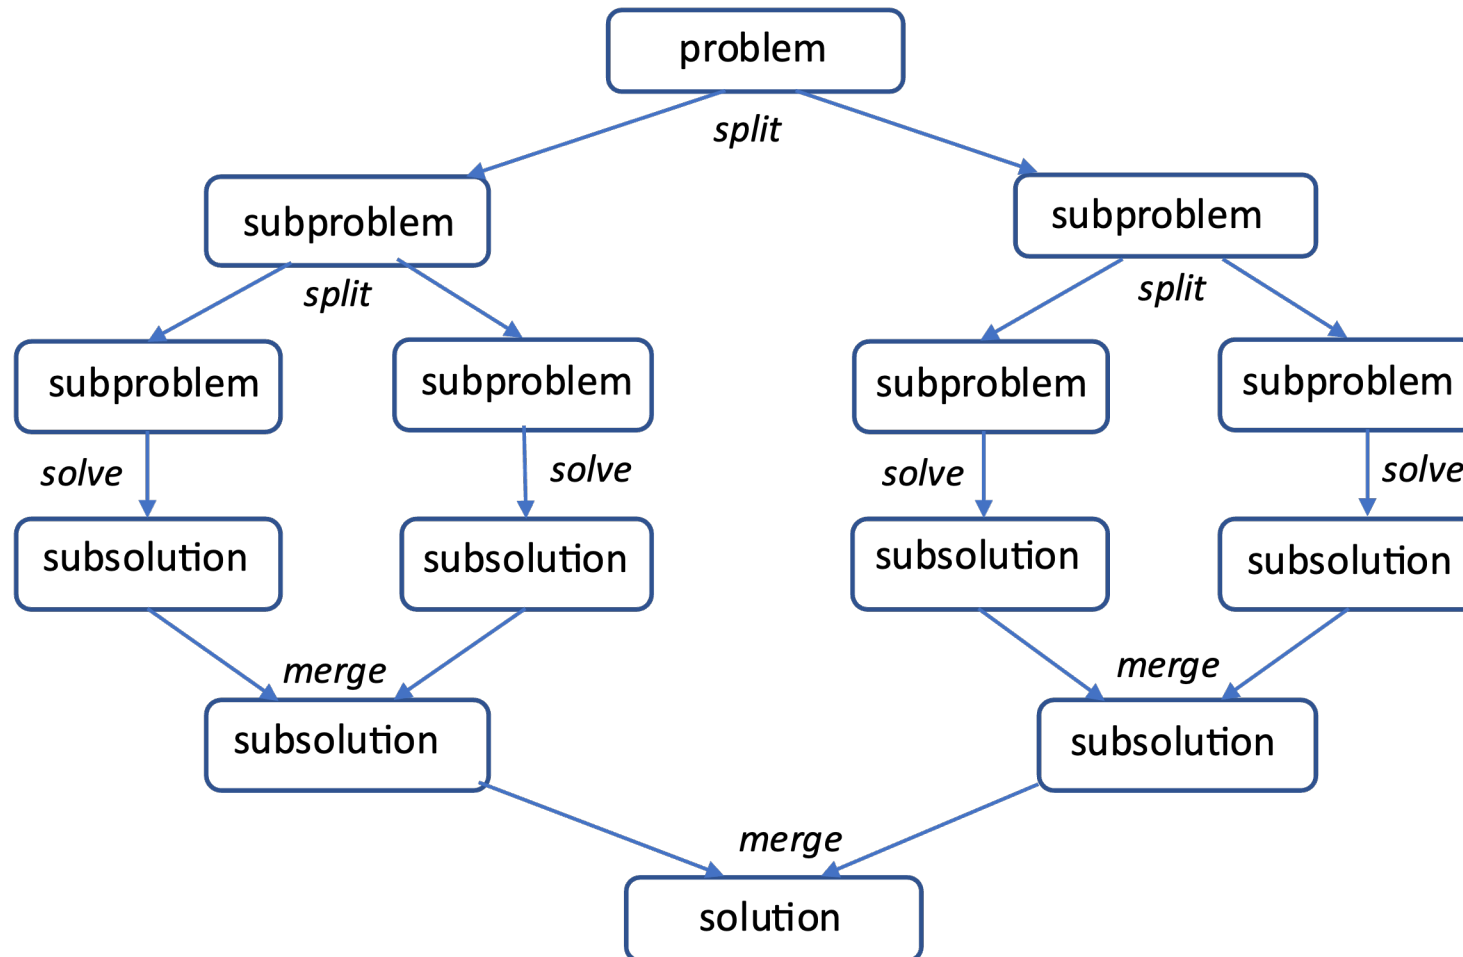 problem
split
subproblem
subproblem
split
split
subproblem
subproblem
subproblem
subproblem
solve
solve
solve
solve
subsolution
subsolution
subsolution
subsolution
merge
merge
subsolution
subsolution
merge
solution